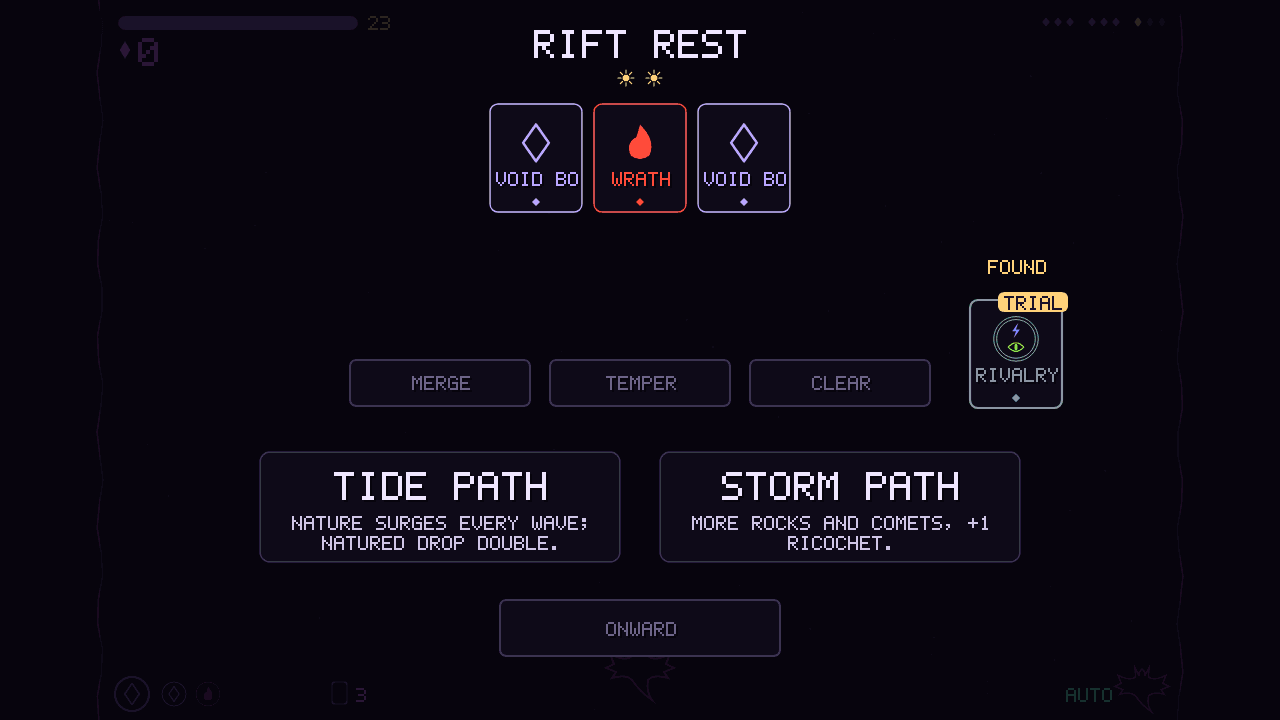 23
0
RIFT REST
VOID BO
WRATH
VOID BO
FOUND
TRIAL
RIVALRY
MERGE
TEMPER
CLEAR
TIDE PATH
NATURE SURGES EVERY WAVE;
NATURED DROP DOUBLE.
STORM PATH
MORE ROCKS AND COMETS, +1
RICOCHET.
ONWARD
3
AUTO